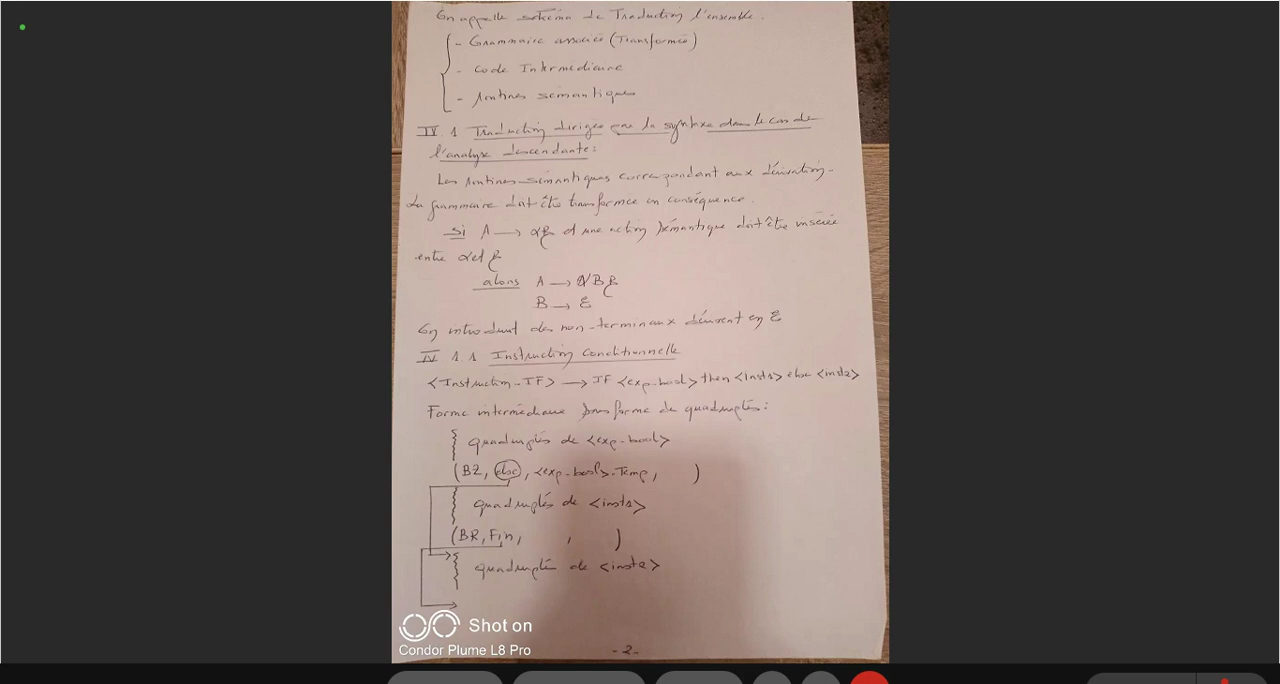 On appelle schéma de Traduction l'ensemble.
- Grammaire associée (Transformée)
- Code Intermédiaire
- routines sémantiques
IV 1 Traduction dirigée par la syntaxe dans le cas de
l'analyse descendante:
Les routines sémantiques correspondant aux dérivation.
La grammaire doit être transformée en conséquence.
si A → αβ et une action sémantique doit être insérée
entre α et β
alors A → αBβ
B → ε
On introduit des non-terminaux dérivent en ε
IV 1.1 Instruction Conditionnelle
<Instruction-IF> → IF <exp-bool> then <inst1> else <inst2>
Forme intermédiaire sous forme de quadruplés:
quadruplés de <exp-bool>
(BZ, else, <exp-bool>.Temp, )
quadruplés de <inst1>
(BR, Fin, , )
quadruplé de <inst2>
Shot on
Condor Plume L8 Pro
-2-